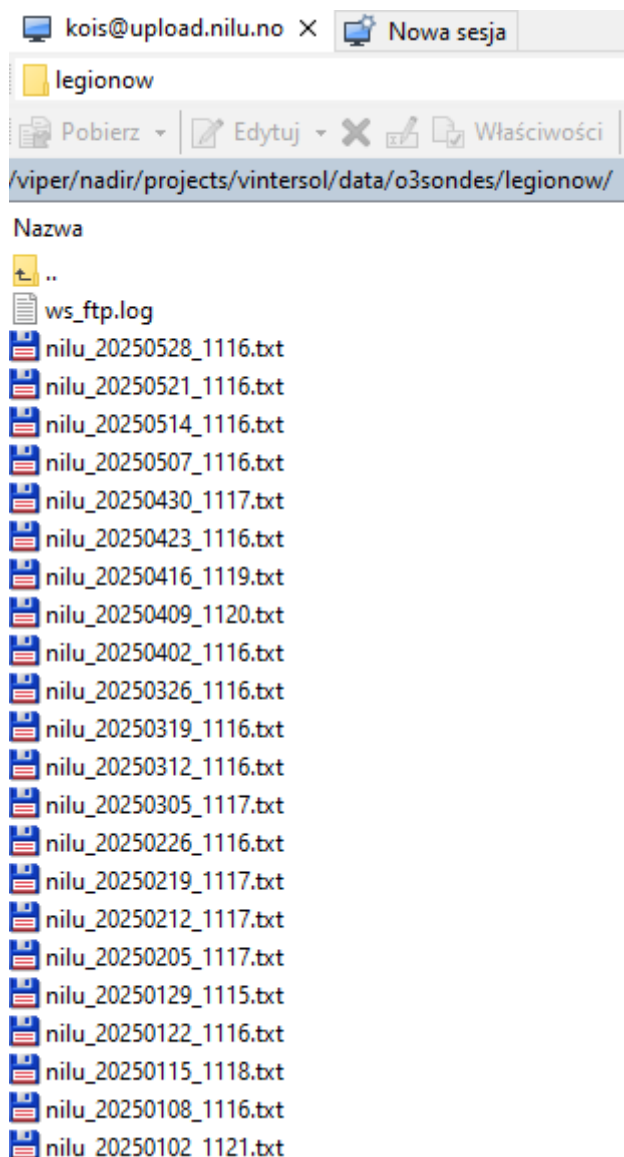 kois@upload.nilu.no × Nowa sesja
legionow
Pobierz Edytuj Właściwości
/viper/nadir/projects/vintersol/data/o3sondes/legionow/
Nazwa
..
ws_ftp.log
nilu_20250528_1116.txt
nilu_20250521_1116.txt
nilu_20250514_1116.txt
nilu_20250507_1116.txt
nilu_20250430_1117.txt
nilu_20250423_1116.txt
nilu_20250416_1119.txt
nilu_20250409_1120.txt
nilu_20250402_1116.txt
nilu_20250326_1116.txt
nilu_20250319_1116.txt
nilu_20250312_1116.txt
nilu_20250305_1117.txt
nilu_20250226_1116.txt
nilu_20250219_1117.txt
nilu_20250212_1117.txt
nilu_20250205_1117.txt
nilu_20250129_1115.txt
nilu_20250122_1116.txt
nilu_20250115_1118.txt
nilu_20250108_1116.txt
nilu_20250102_1121.txt